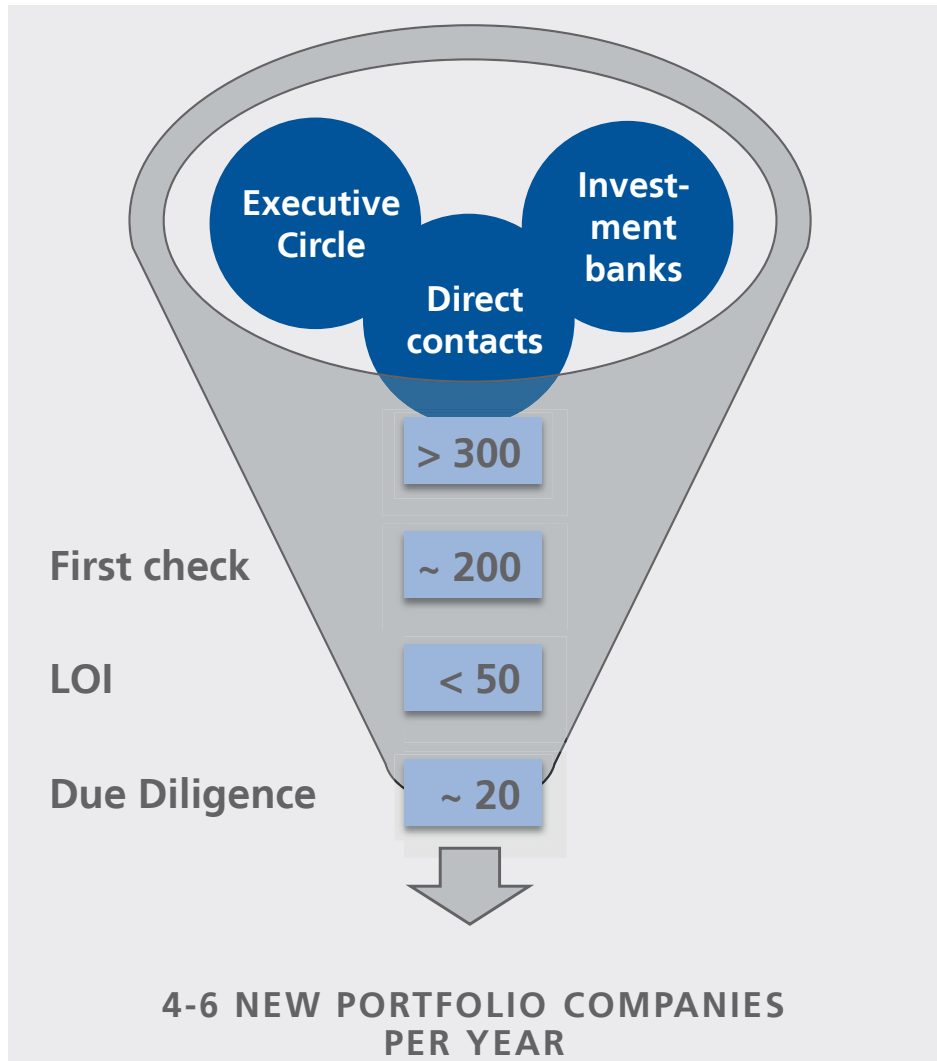 Executive
Circle
Invest-
ment
banks
Direct
contacts
> 300
First check
~ 200
LOI
< 50
Due Diligence
~ 20
4-6 NEW PORTFOLIO COMPANIES
PER YEAR